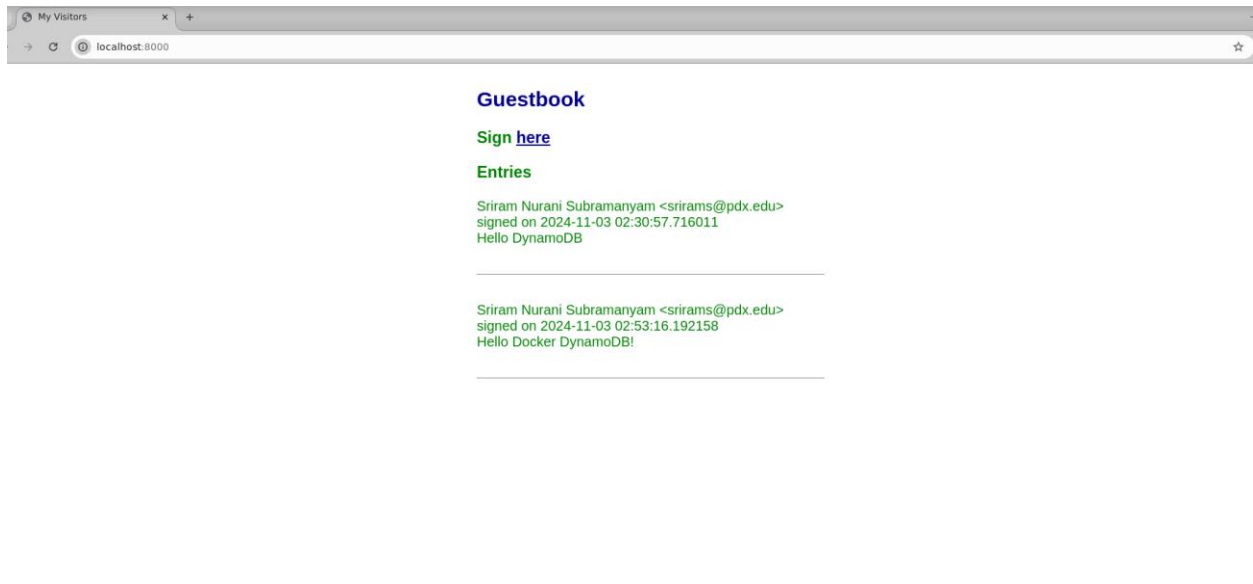 My Visitors
localhost:8000
Guestbook
Sign here
Entries
Sriram Nurani Subramanyam <srirams@pdx.edu>
signed on 2024-11-03 02:30:57.716011
Hello DynamoDB
Sriram Nurani Subramanyam <srirams@pdx.edu>
signed on 2024-11-03 02:53:16.192158
Hello Docker DynamoDB!